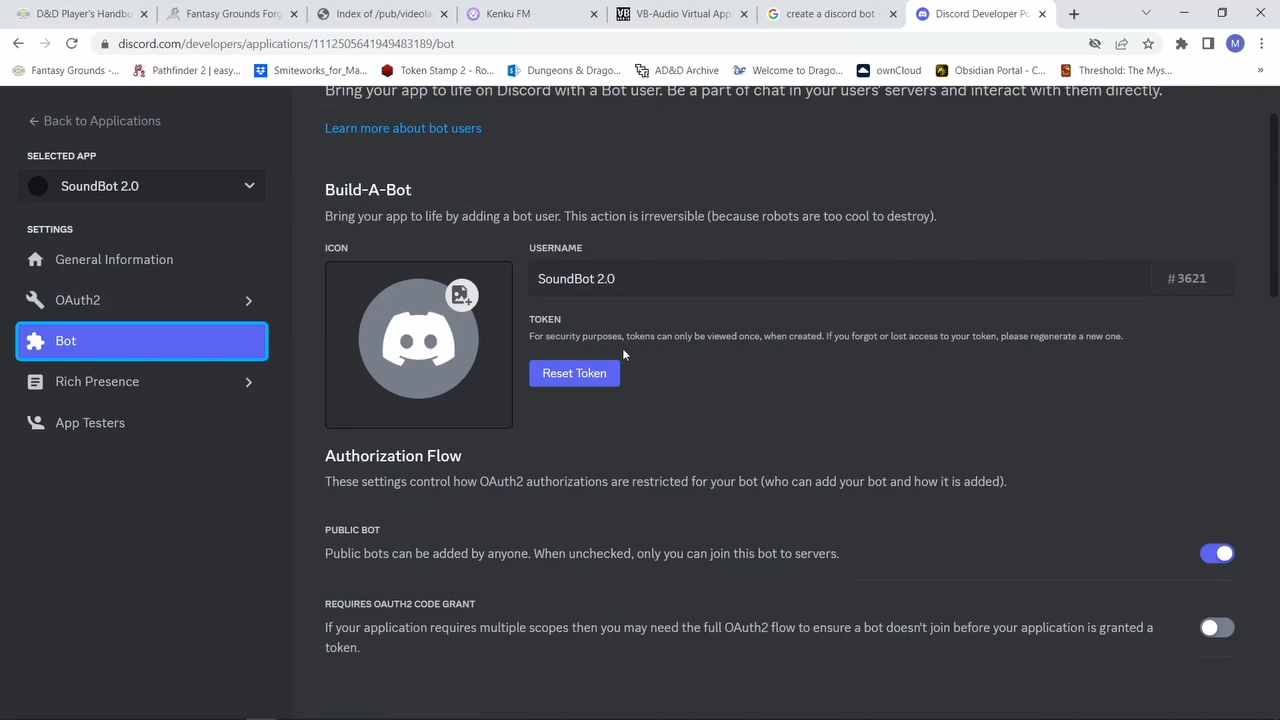 D&D Player's Handbo
Fantasy Grounds Forg
Index of /pub/videola
Kenku FM
VB-Audio Virtual App
create a discord bot -
Discord Developer Po
discord.com/developers/applications/1112505641949483189/bot
M
Fantasy Grounds -...
Pathfinder 2 | easy...
Smiteworks_for_Ma...
Token Stamp 2 - Ro...
Dungeons & Drago...
AD&D Archive
Welcome to Drago...
ownCloud
Obsidian Portal - C...
Threshold: The Mys...
»
Bring your app to life on Discord with a Bot user. Be a part of chat in your users' servers and interact with them directly.
Learn more about bot users
← Back to Applications
SELECTED APP
SoundBot 2.0
SETTINGS
General Information
OAuth2
Bot
Rich Presence
App Testers
Build-A-Bot
Bring your app to life by adding a bot user. This action is irreversible (because robots are too cool to destroy).
ICON
USERNAME
SoundBot 2.0
#3621
TOKEN
For security purposes, tokens can only be viewed once, when created. If you forgot or lost access to your token, please regenerate a new one.
Reset Token
Authorization Flow
These settings control how OAuth2 authorizations are restricted for your bot (who can add your bot and how it is added).
PUBLIC BOT
Public bots can be added by anyone. When unchecked, only you can join this bot to servers.
REQUIRES OAUTH2 CODE GRANT
If your application requires multiple scopes then you may need the full OAuth2 flow to ensure a bot doesn't join before your application is granted a
token.